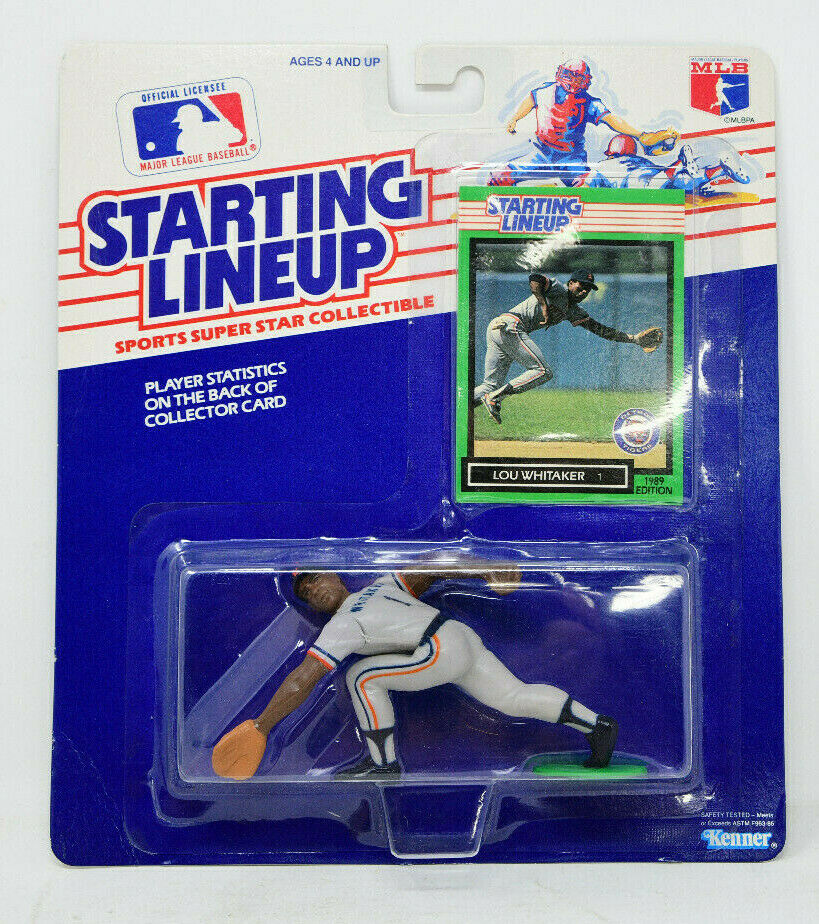 AGES 4 AND UP
OFFICIAL LICENSEE
MAJOR LEAGUE BASEBALL®
MLB
©MLBPA
STARTING
LINEUP™
SPORTS SUPER STAR COLLECTIBLE
PLAYER STATISTICS
ON THE BACK OF
COLLECTOR CARD
STARTING
LINEUP
LOU WHITAKER 1
1989
EDITION
1
SAFETY TESTED – Meets
or Exceeds ASTM F963-86
Kenner®